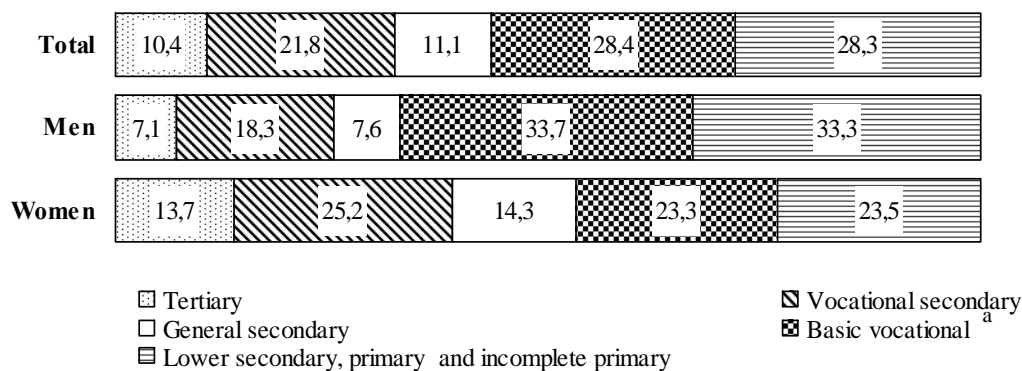 Total 10,4 21,8 11,1 28,4 28,3
Men 7,1 18,3 7,6 33,7 33,3
Women 13,7 25,2 14,3 23,3 23,5
Tertiary Vocational secondary
General secondary Basic vocational a
Lower secondary, primary and incomplete primary